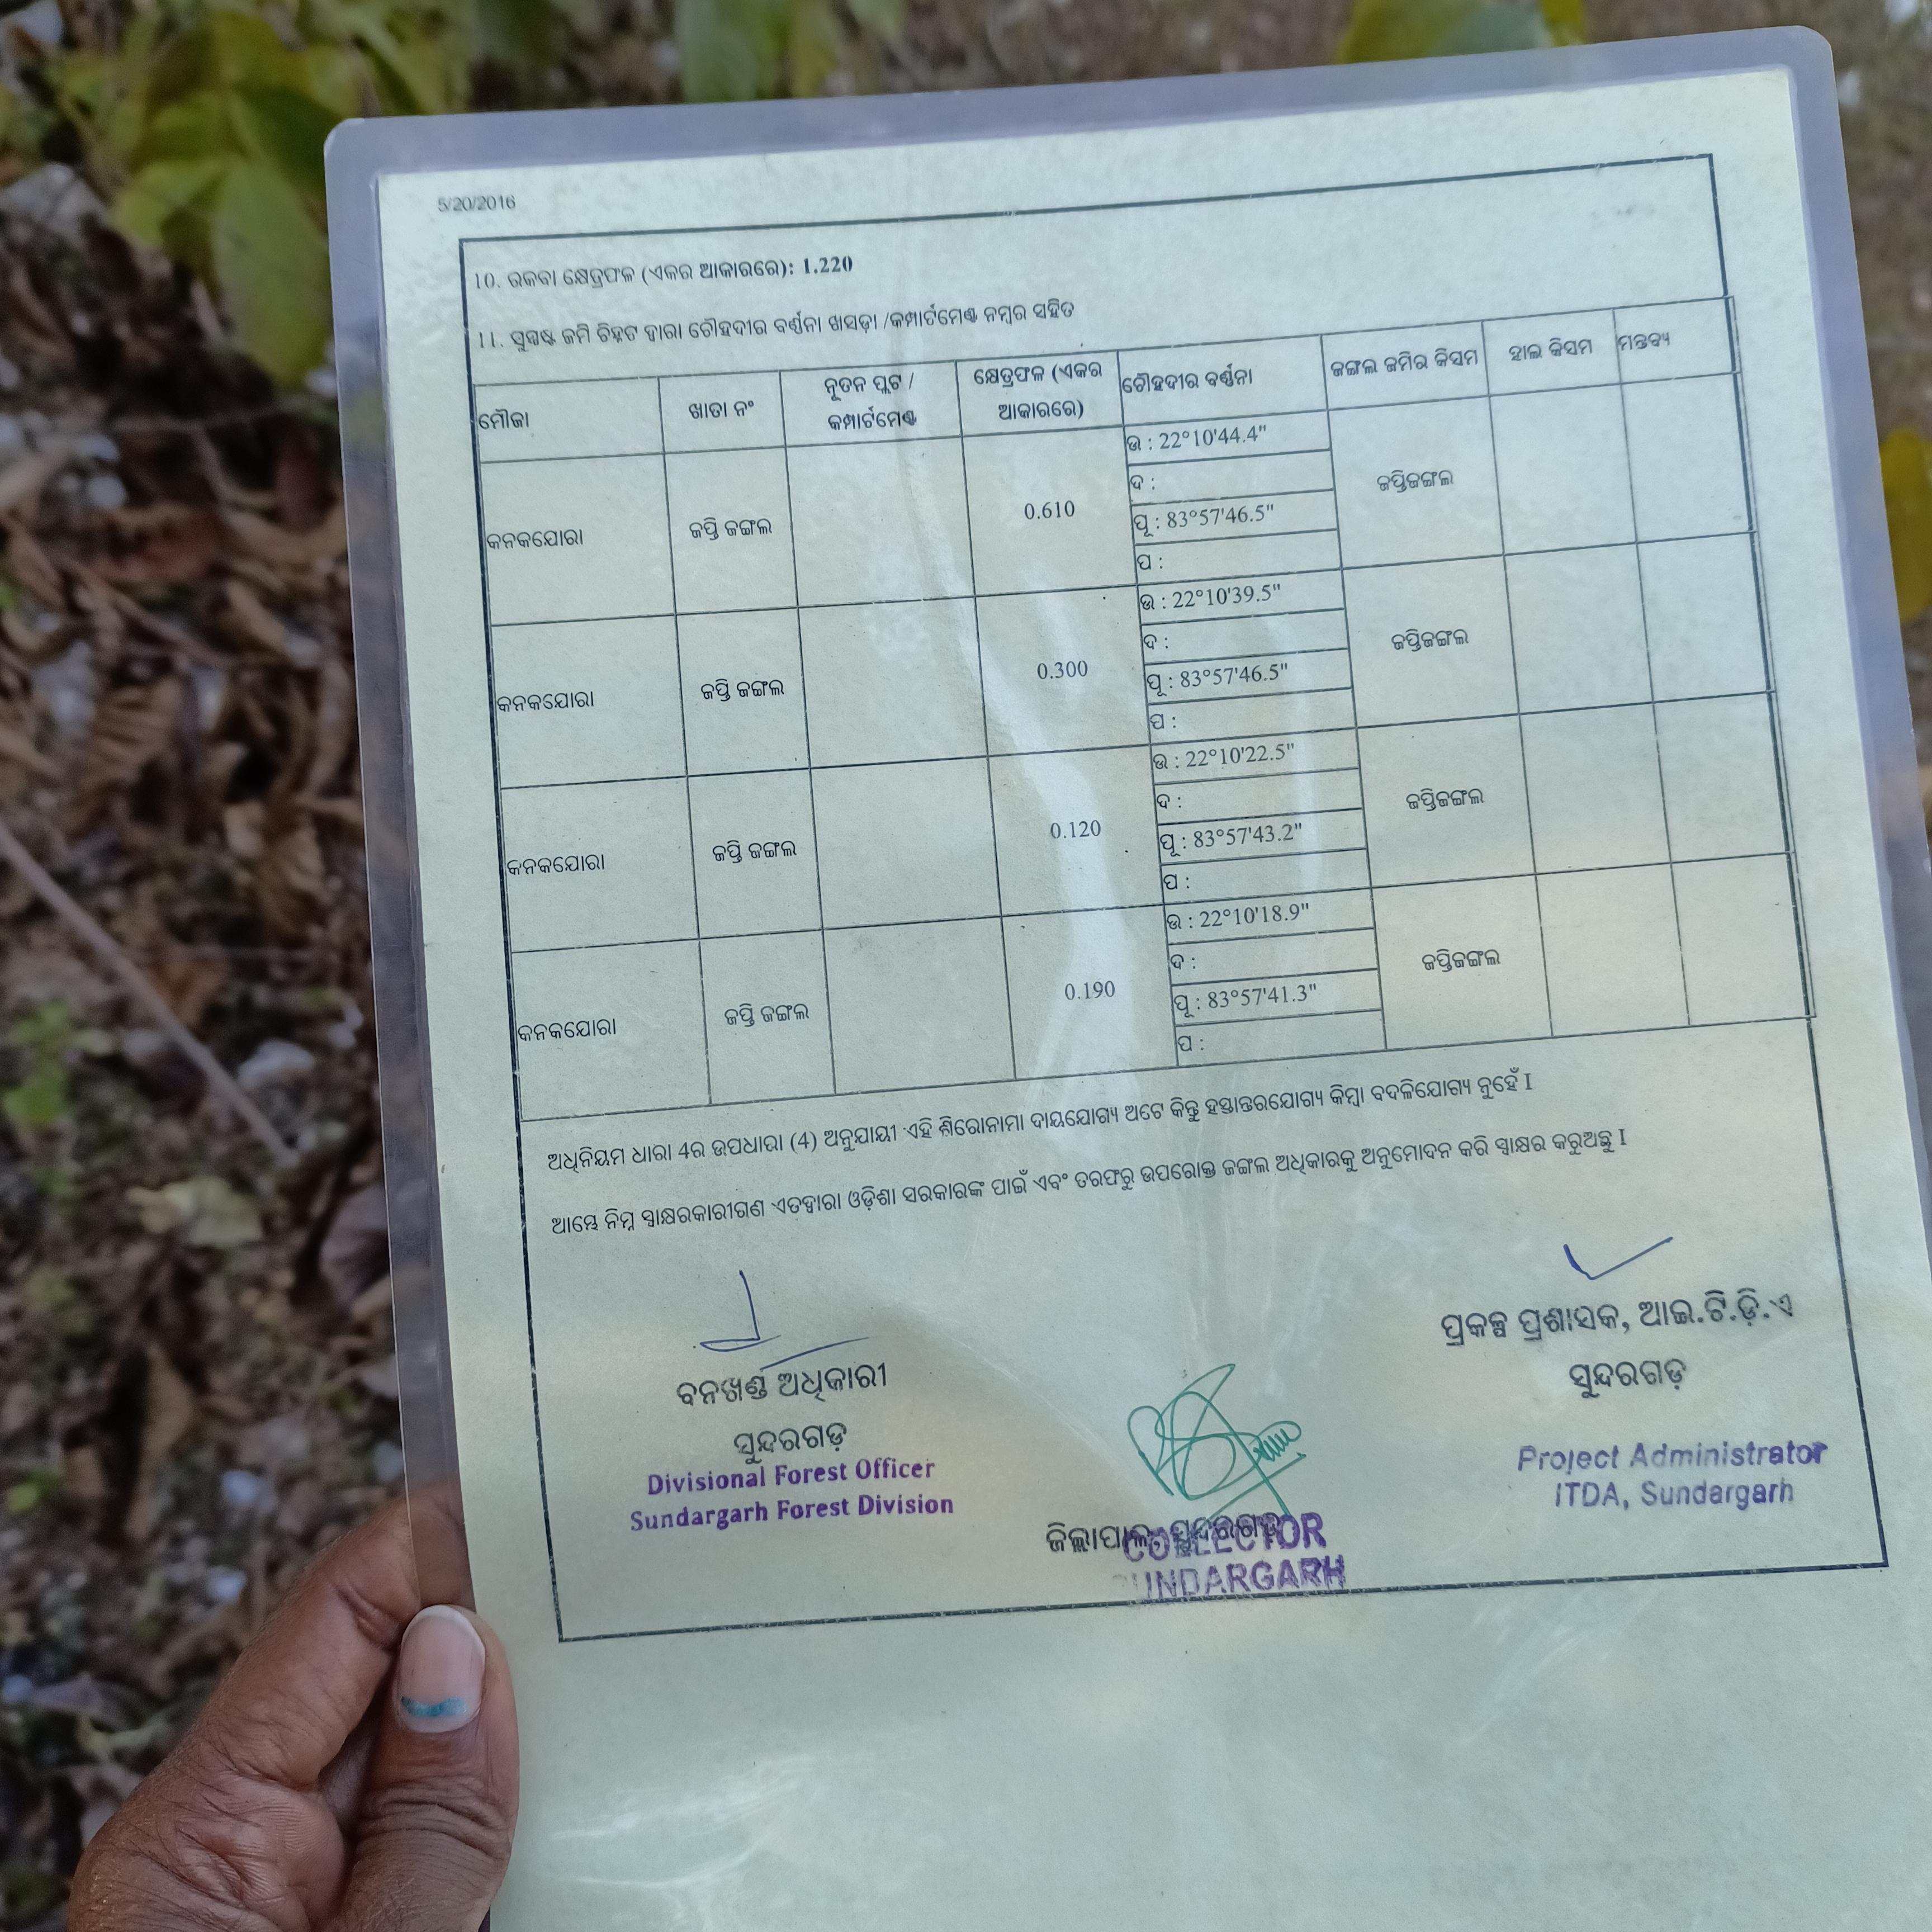 5/20/2016
10. ରକବା କ୍ଷେତ୍ରଫଳ (ଏକର ଆକାରରେ): 1.220
11. ସୁସ୍ପଷ୍ଟ ଜମି ଚିହ୍ନଟ ଦ୍ୱାରା ଚୌହଦୀର ବର୍ଣ୍ଣନା ଖସଡ଼ା /କମ୍ପାର୍ଟମେଣ୍ଟ ନମ୍ବର ସହିତ
ମୌଜା ଖାତା ନଂ ନୂତନ ପ୍ଲଟ / କମ୍ପାର୍ଟମେଣ୍ଟ କ୍ଷେତ୍ରଫଳ (ଏକର ଆକାରରେ) ଚୌହଦୀର ବର୍ଣ୍ଣନା ଜଙ୍ଗଲ ଜମିର କିସମ ହାଲ କିସମ ମନ୍ତବ୍ୟ
କନକଯୋରା ଜପ୍ତି ଜଙ୍ଗଲ 0.610 ଉ : 22°10'44.4" ଜପ୍ତିଜଙ୍ଗଲ
ଦ :
ପୂ : 83°57'46.5"
ପ :
କନକଯୋରା ଜପ୍ତି ଜଙ୍ଗଲ 0.300 ଉ : 22°10'39.5" ଜପ୍ତିଜଙ୍ଗଲ
ଦ :
ପୂ : 83°57'46.5"
ପ :
କନକଯୋରା ଜପ୍ତି ଜଙ୍ଗଲ 0.120 ଉ : 22°10'22.5" ଜପ୍ତିଜଙ୍ଗଲ
ଦ :
ପୂ : 83°57'43.2"
ପ :
କନକଯୋରା ଜପ୍ତି ଜଙ୍ଗଲ 0.190 ଉ : 22°10'18.9" ଜପ୍ତିଜଙ୍ଗଲ
ଦ :
ପୂ : 83°57'41.3"
ପ :
ଅଧିନିୟମ ଧାରା 4ର ଉପଧାରା (4) ଅନୁଯାୟୀ ଏହି ଶିରୋନାମା ଦାୟଯୋଗ୍ୟ ଅଟେ କିନ୍ତୁ ହସ୍ତାନ୍ତରଯୋଗ୍ୟ କିମ୍ବା ବଦଳିଯୋଗ୍ୟ ନୁହେଁ I
ଆମ୍ଭେ ନିମ୍ନ ସ୍ୱାକ୍ଷରକାରୀଗଣ ଏତଦ୍ୱାରା ଓଡ଼ିଶା ସରକାରଙ୍କ ପାଇଁ ଏବଂ ତରଫରୁ ଉପରୋକ୍ତ ଜଙ୍ଗଲ ଅଧିକାରକୁ ଅନୁମୋଦନ କରି ସ୍ୱାକ୍ଷର କରୁଅଛୁ I
ବନଖଣ୍ଡ ଅଧିକାରୀ
ସୁନ୍ଦରଗଡ଼
Divisional Forest Officer
Sundargarh Forest Division
ଜିଲ୍ଲାପାଳ, ସୁନ୍ଦରଗଡ଼
COLLECTOR
SUNDARGARH
ପ୍ରକଳ୍ପ ପ୍ରଶାସକ, ଆଇ.ଟି.ଡ଼ି.ଏ
ସୁନ୍ଦରଗଡ଼
Project Administrator
ITDA, Sundargarh